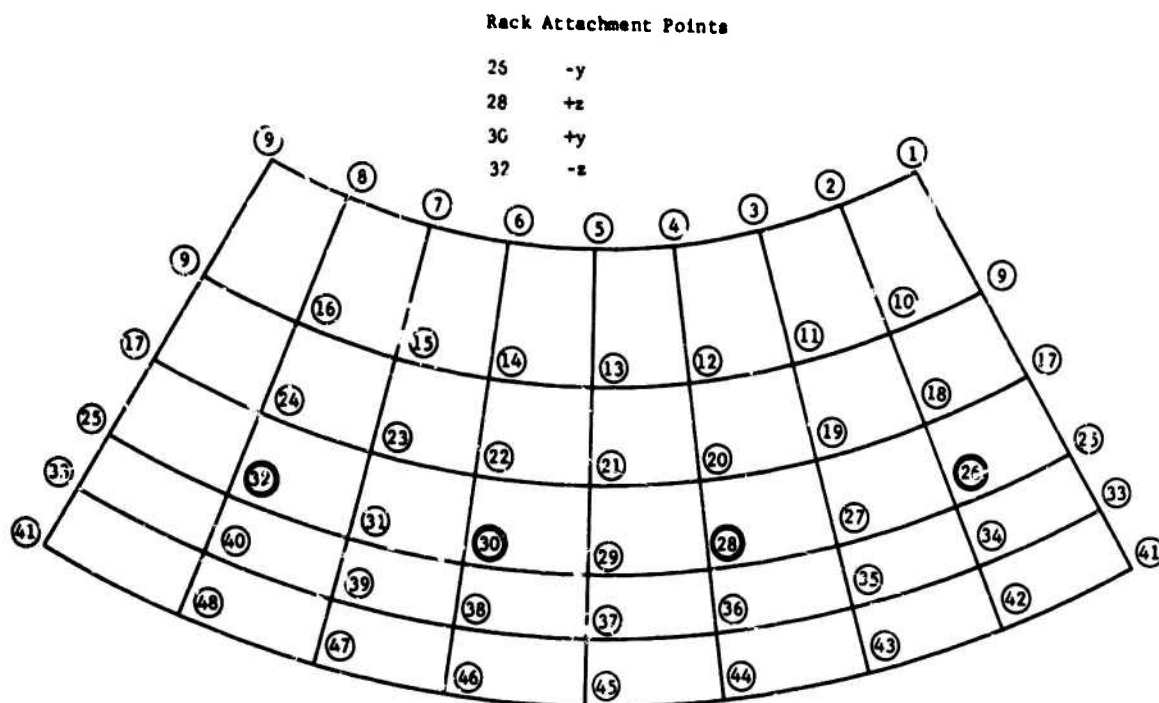 Rack Attachment Points
26 -y
28 +z
30 +y
32 -z
9 8 7 6 5 4 3 2 1
9 16 15 14 13 12 11 10 9
17 24 23 22 21 20 19 18 17
25 32 31 30 29 28 27 26 25
33 40 39 38 37 36 35 34 33
41 48 47 46 45 44 43 42 41